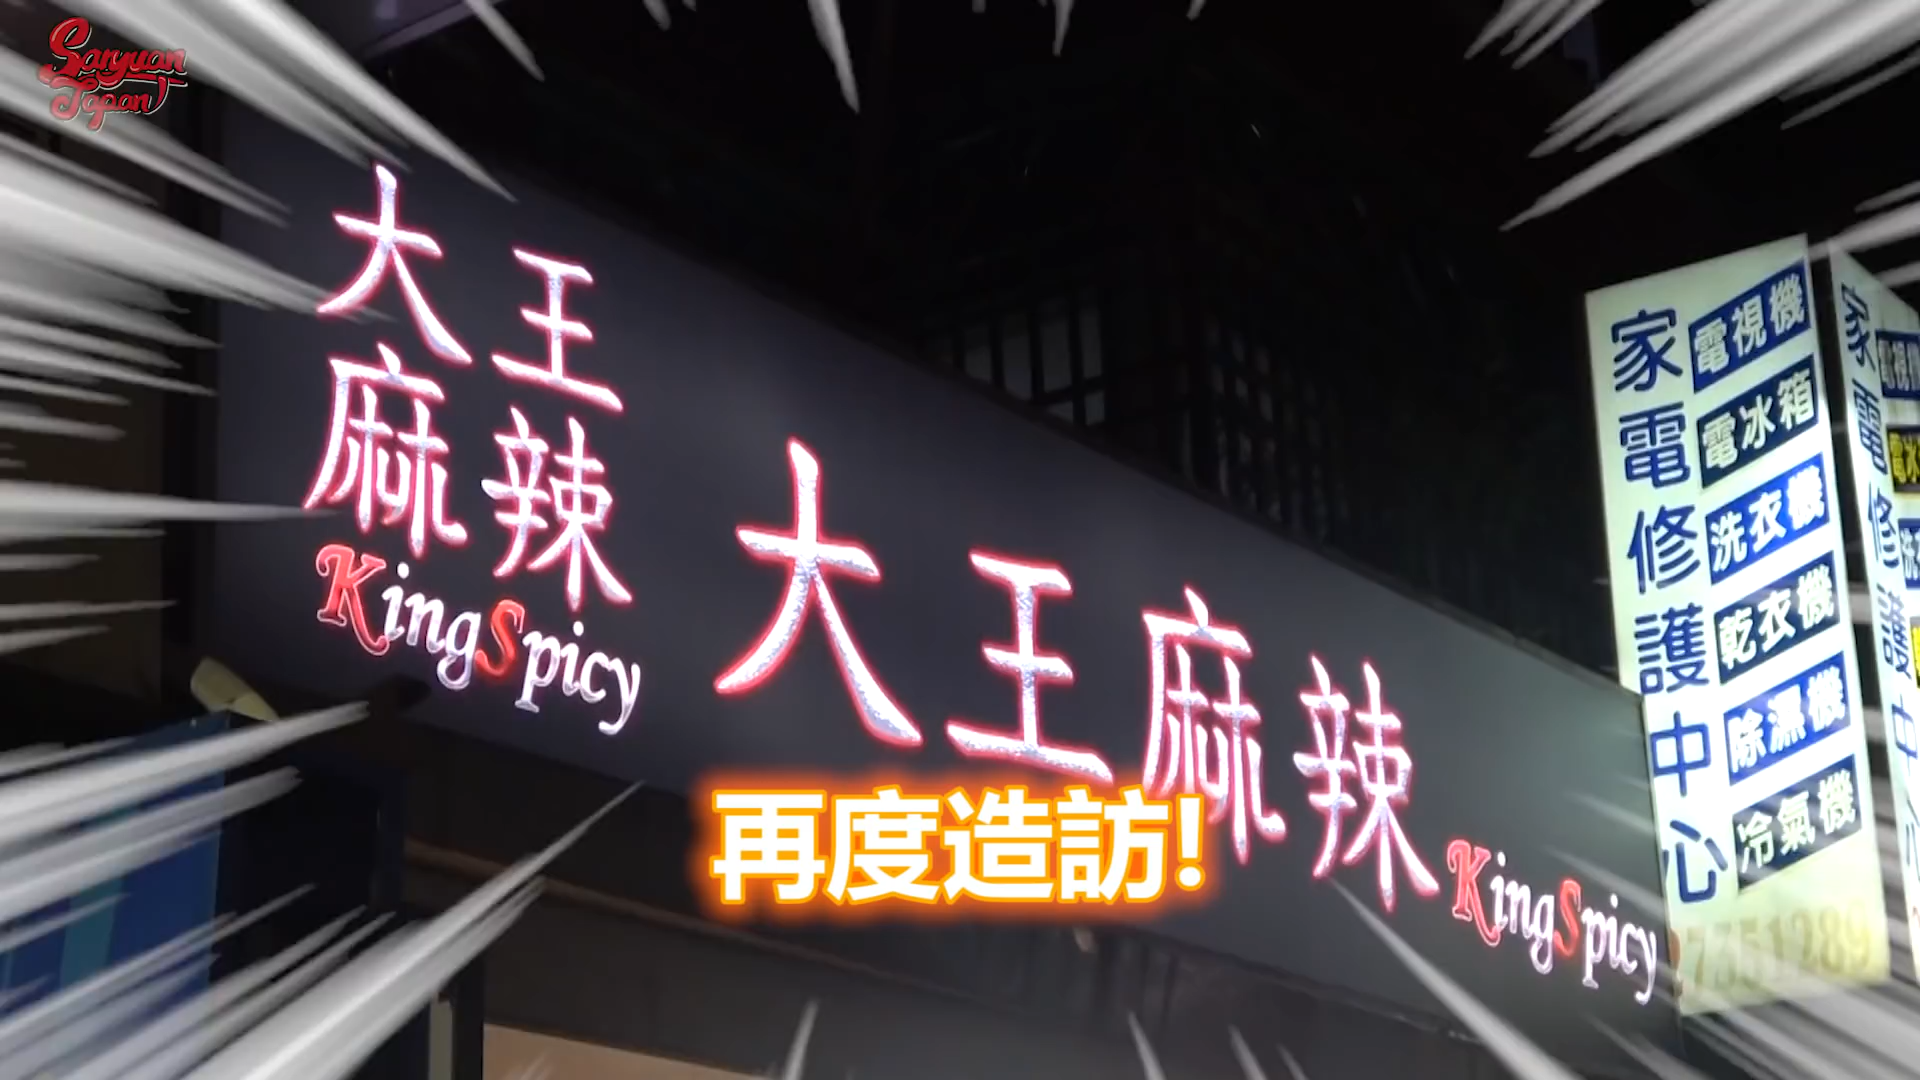 Sanyuan
Japan
大王
麻辣
KingSpicy
大王麻辣
KingSpicy
再度造訪!
家電修護中心
電視機
電冰箱
洗衣機
乾衣機
除濕機
冷氣機
家電修護中心